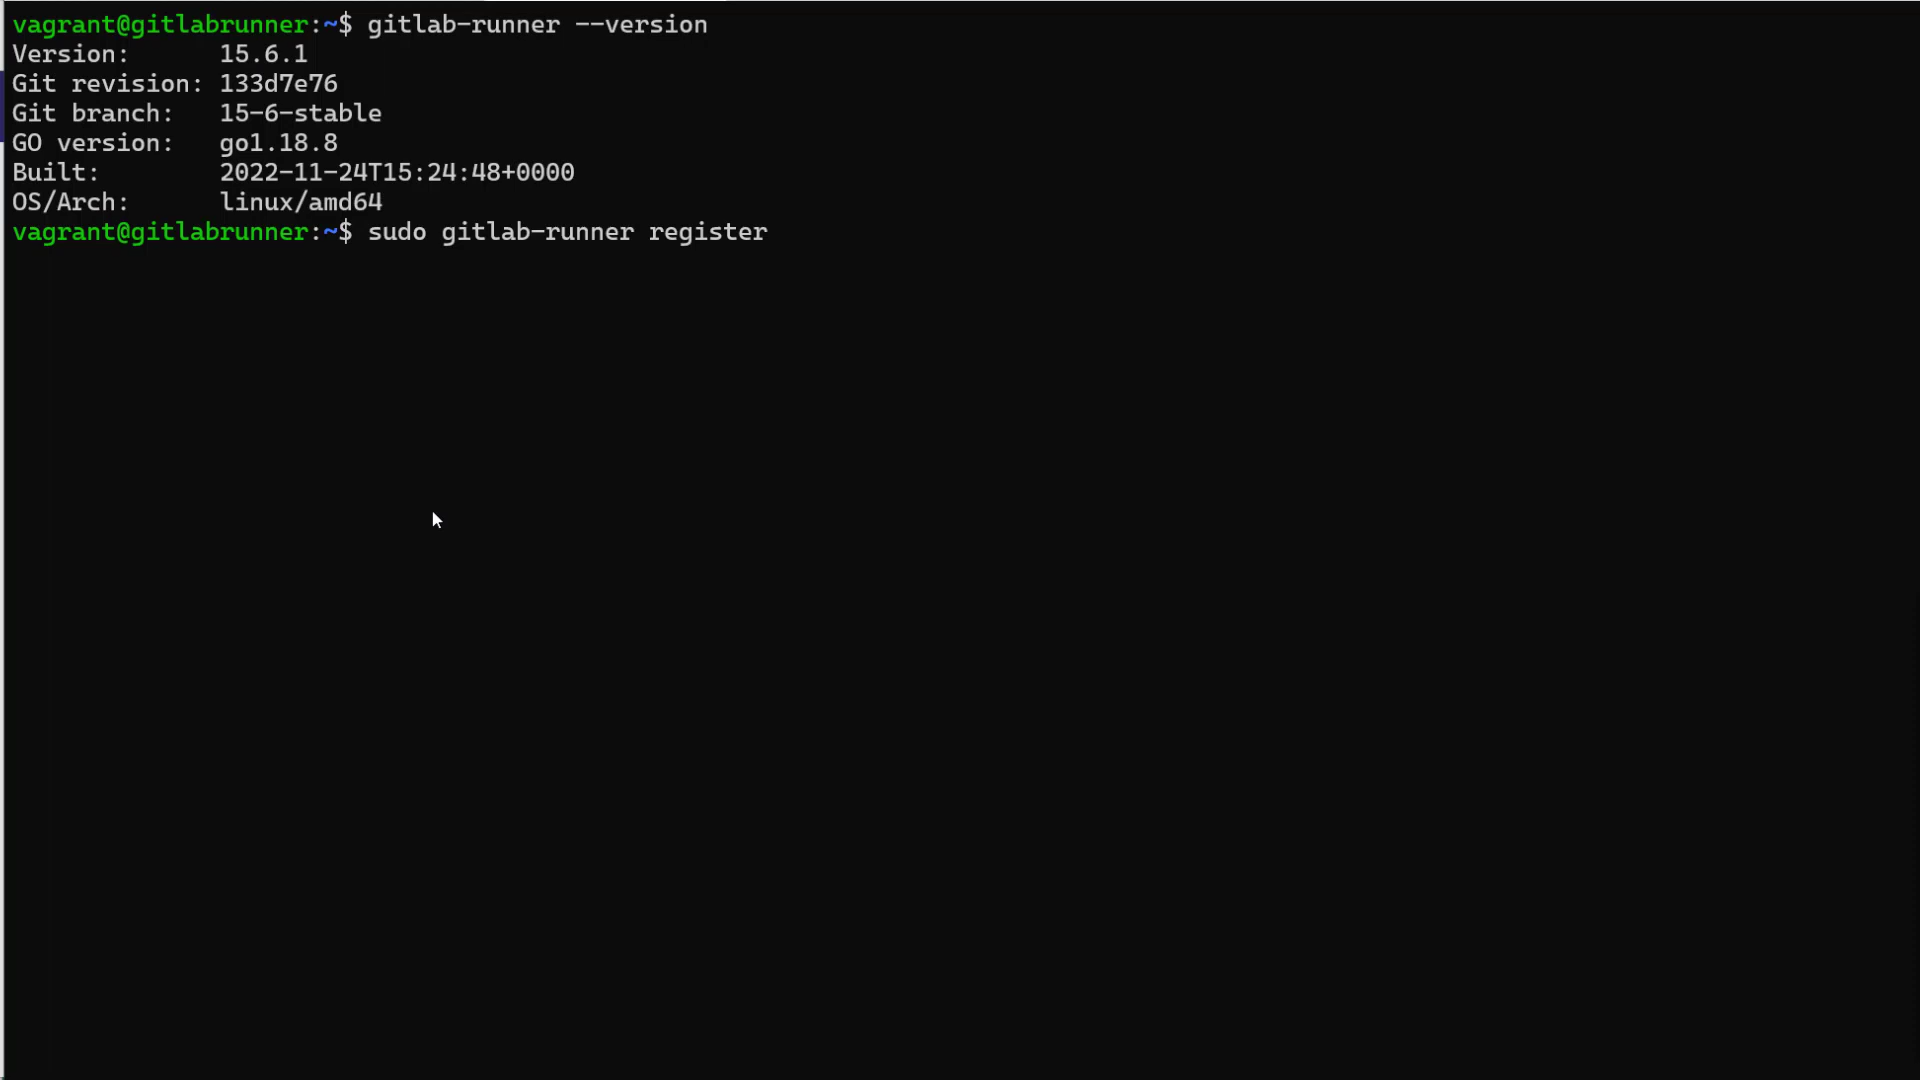 vagrant@gitlabrunner:~$ gitlab-runner --version
Version:      15.6.1
Git revision: 133d7e76
Git branch:   15-6-stable
GO version:   go1.18.8
Built:        2022-11-24T15:24:48+0000
OS/Arch:      linux/amd64
vagrant@gitlabrunner:~$ sudo gitlab-runner register